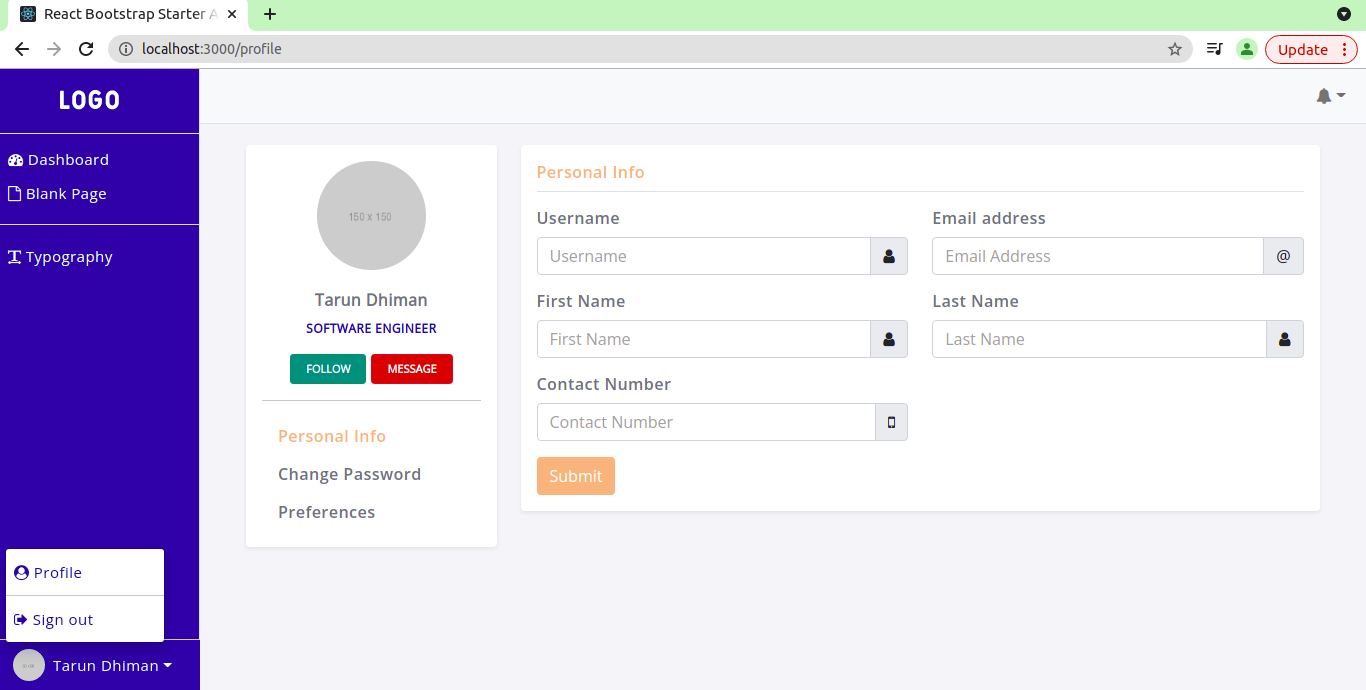 React Bootstrap Starter A
localhost:3000/profile
Update
LOGO
Dashboard
Blank Page
Typography
Profile
Sign out
Tarun Dhiman
150 x 150
Tarun Dhiman
SOFTWARE ENGINEER
FOLLOW MESSAGE
Personal Info
Change Password
Preferences
Personal Info
Username Email address
Username Email Address @
First Name Last Name
First Name Last Name
Contact Number
Contact Number
Submit